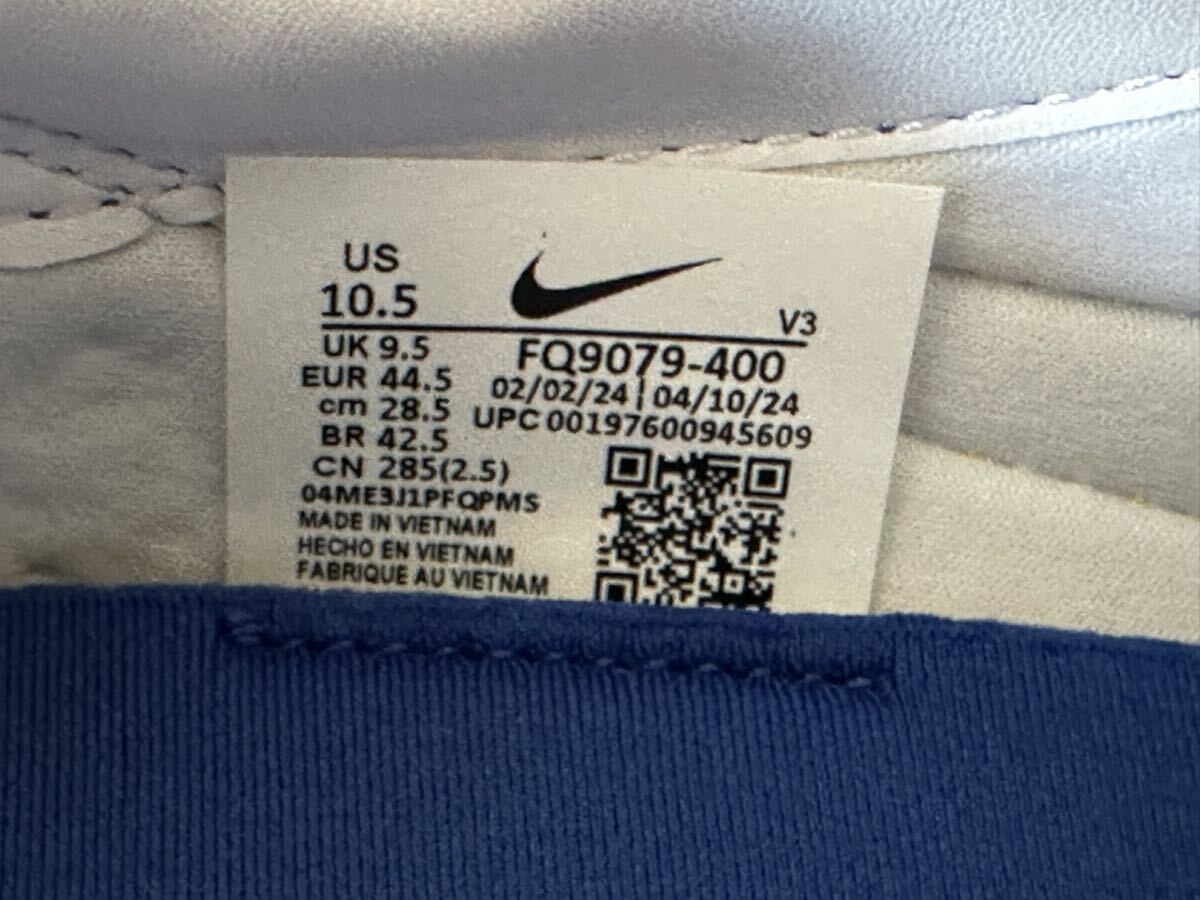 US
10.5
V3
UK 9.5
EUR 44.5
cm 28.5
BR 42.5
CN 285(2.5)
FQ9079-400
02/02/24 | 04/10/24
UPC 00197600945609
04ME3J1PFQPMS
MADE IN VIETNAM
HECHO EN VIETNAM
FABRIQUE AU VIETNAM